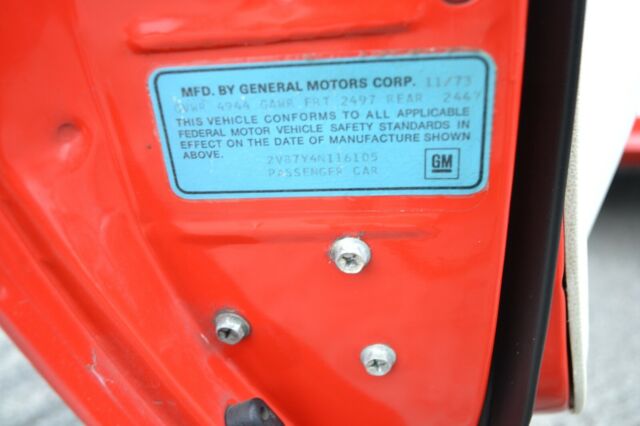 MFD. BY GENERAL MOTORS CORP. 11/73
GVWR 4944 GAWR FRT 2497 REAR 2447
THIS VEHICLE CONFORMS TO ALL APPLICABLE
FEDERAL MOTOR VEHICLE SAFETY STANDARDS IN
EFFECT ON THE DATE OF MANUFACTURE SHOWN
ABOVE.
2V87Y4N116105
PASSENGER CAR
GM